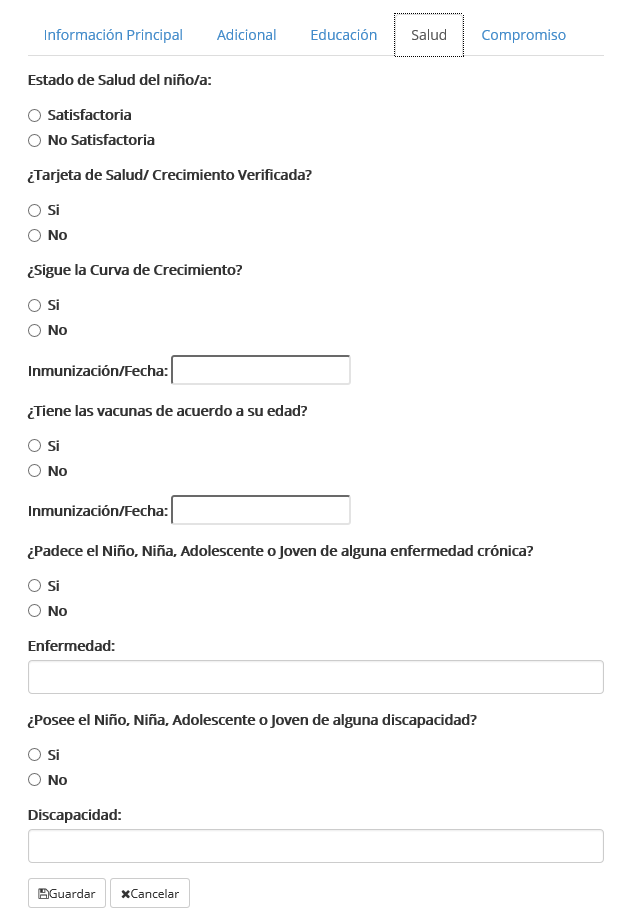 Información Principal Adicional Educación Salud Compromiso
Estado de Salud del niño/a:
Satisfactoria
No Satisfactoria
¿Tarjeta de Salud/ Crecimiento Verificada?
Si
No
¿Sigue la Curva de Crecimiento?
Si
No
Inmunización/Fecha:
¿Tiene las vacunas de acuerdo a su edad?
Si
No
Inmunización/Fecha:
¿Padece el Niño, Niña, Adolescente o Joven de alguna enfermedad crónica?
Si
No
Enfermedad:
¿Posee el Niño, Niña, Adolescente o Joven de alguna discapacidad?
Si
No
Discapacidad:
Guardar Cancelar